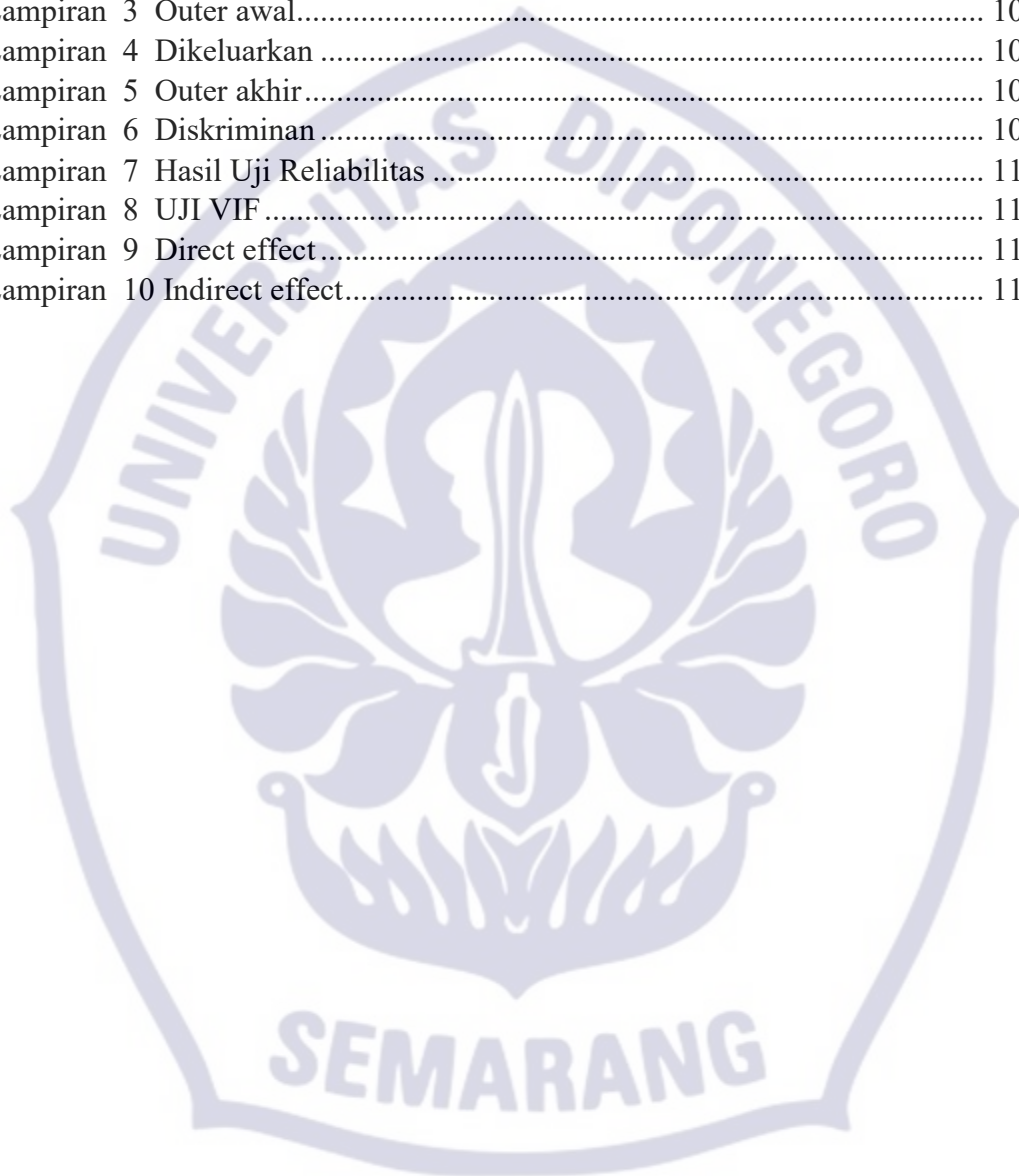 ampiran 3 Outer awal........................................................................................ 10
ampiran 4 Dikeluarkan ..................................................................................... 10
ampiran 5 Outer akhir....................................................................................... 10
ampiran 6 Diskriminan ..................................................................................... 10
ampiran 7 Hasil Uji Reliabilitas ....................................................................... 11
ampiran 8 UJI VIF............................................................................................ 11
ampiran 9 Direct effect..................................................................................... 11
ampiran 10 Indirect effect................................................................................. 11
UNIVERSITAS DIPONEGORO
SEMARANG